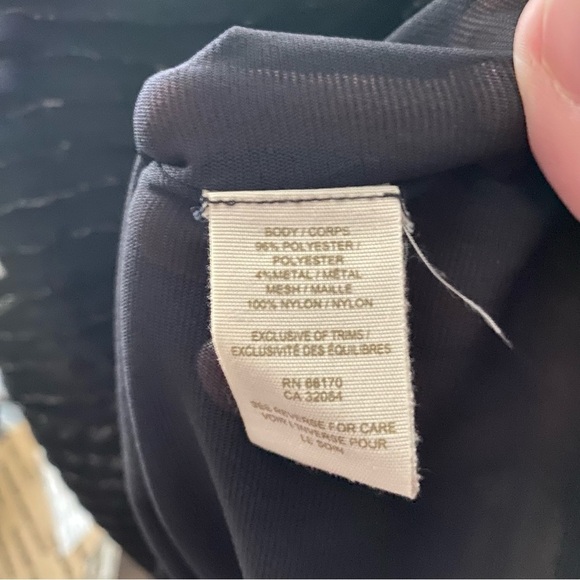 BODY / CORPS
96% POLYESTER /
POLYESTER
4%METAL / MÉTAL
MESH / MAILLE
100% NYLON / NYLON
EXCLUSIVE OF TRIMS /
EXCLUSIVITÉ DES ÉQUILIBRES
RN 66170
CA 32054
SEE REVERSE FOR CARE
VOIR L'INVERSE POUR
LE SOIN